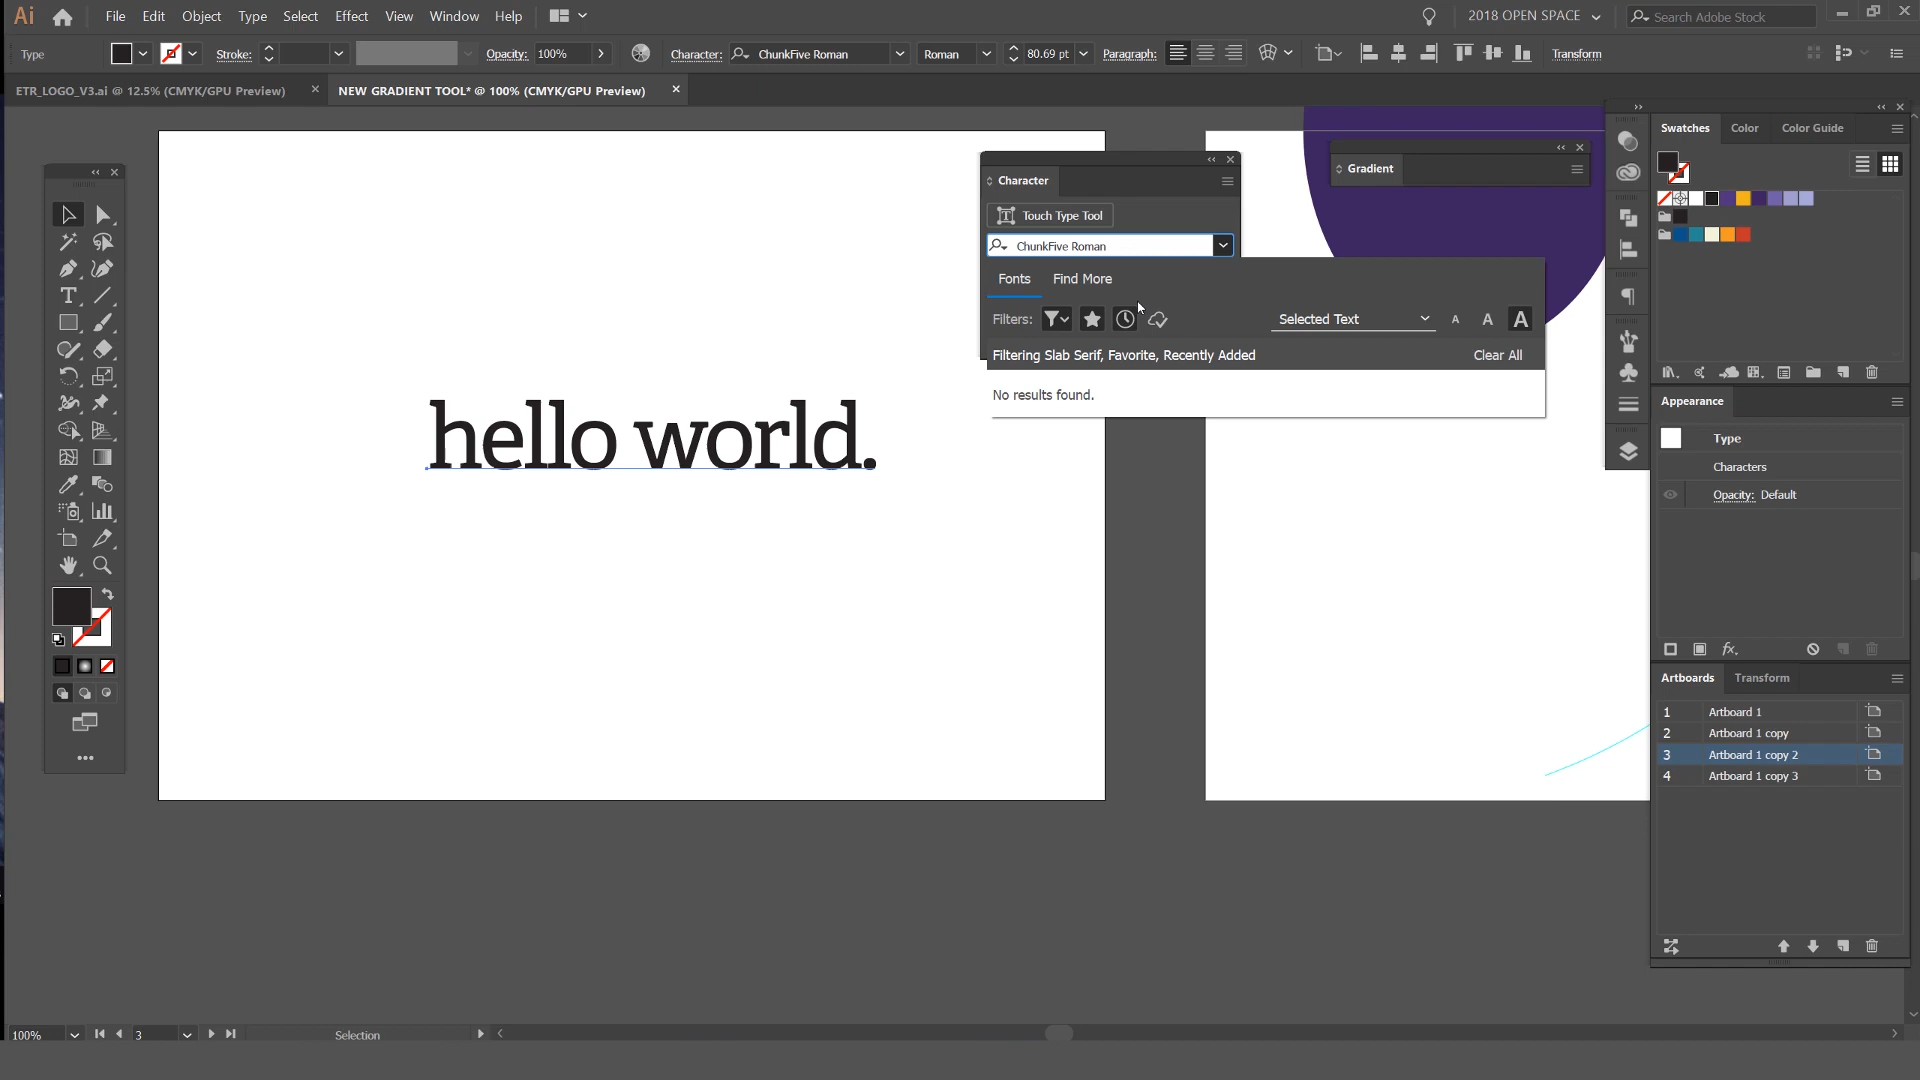 Ai File Edit Object Type Select Effect View Window Help 2018 OPEN SPACE Search Adobe Stock
Type Stroke: Opacity: 100% Character: ChunkFive Roman Roman 80.69 pt Paragraph: Transform
ETR_LOGO_V3.ai @ 12.5% (CMYK/GPU Preview) NEW GRADIENT TOOL* @ 100% (CMYK/GPU Preview)
Swatches Color Color Guide
Character
Gradient
Touch Type Tool
ChunkFive Roman
Fonts Find More
Filters: Selected Text A A A
Filtering Slab Serif, Favorite, Recently Added Clear All
No results found.
hello world.
Appearance
Type
Characters
Opacity: Default
fx
Artboards Transform
1 Artboard 1
2 Artboard 1 copy
3 Artboard 1 copy 2
4 Artboard 1 copy 3
100% 3 Selection